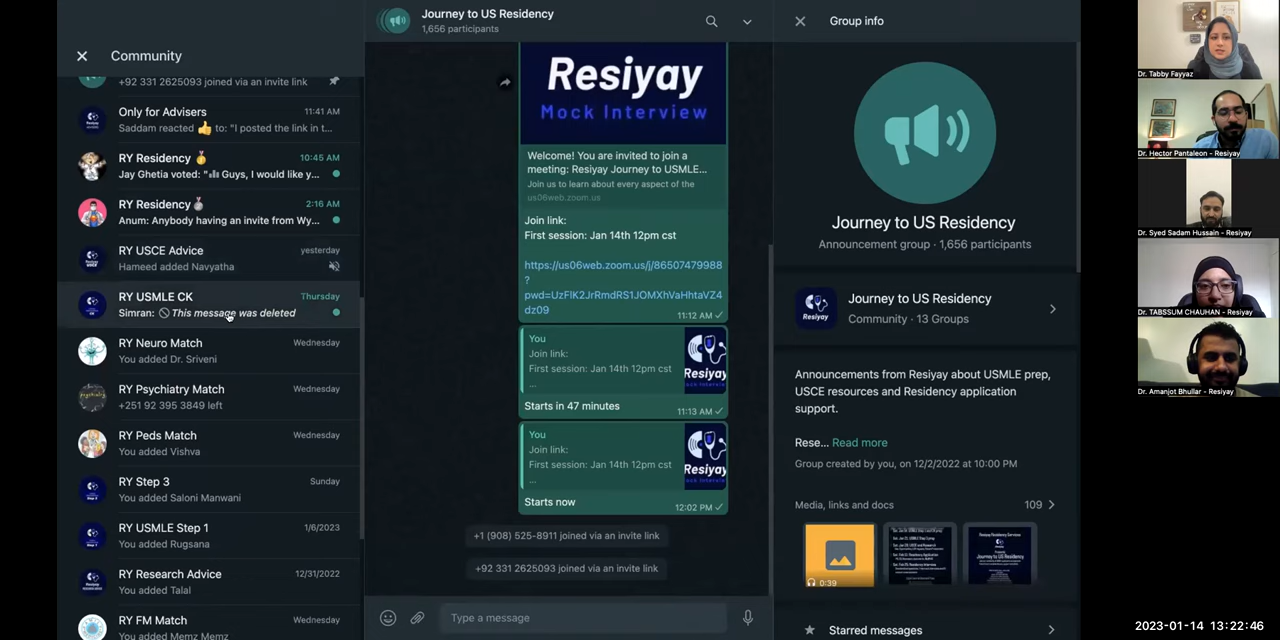 Community
+92 331 2625093 joined via an invite link
Only for Advisers
11:41 AM
Saddam reacted 👍 to: "I posted the link in t...
RY Residency 🥇
10:45 AM
Jay Ghetia voted: "Guys, I would like y...
RY Residency 🥈
2:16 AM
Anum: Anybody having an invite from Wy...
RY USCE Advice
yesterday
Hameed added Navyatha
RY USMLE CK
Thursday
Simran: This message was deleted
RY Neuro Match
Wednesday
You added Dr. Sriveni
RY Psychiatry Match
Wednesday
+251 92 395 3849 left
RY Peds Match
Wednesday
You added Vishva
RY Step 3
Sunday
You added Saloni Manwani
RY USMLE Step 1
1/6/2023
You added Rugsana
RY Research Advice
12/31/2022
You added Talal
RY FM Match
Wednesday
You added Memz Memz
Journey to US Residency
1,656 participants
Resiyay
Mock Interview
Welcome! You are invited to join a
meeting: Resiyay Journey to USMLE...
Join us to learn about every aspect of the
us06web.zoom.us
Join link:
First session: Jan 14th 12pm cst
https://us06web.zoom.us/j/86507479988
?
pwd=UzFlK2JrRmdRS1JOMXhVaHhtaVZ4
dz09
11:12 AM
You
Join link:
First session: Jan 14th 12pm cst
...
Resiyay
Mock Interview
Starts in 47 minutes
11:13 AM
You
Join link:
First session: Jan 14th 12pm cst
...
Resiyay
Mock Interview
Starts now
12:02 PM
+1 (908) 525-8911 joined via an invite link
+92 331 2625093 joined via an invite link
Type a message
Group info
Journey to US Residency
Announcement group · 1,656 participants
Resiyay
Journey to US Residency
Community · 13 Groups
Announcements from Resiyay about USMLE prep,
USCE resources and Residency application
support.
Rese... Read more
Group created by you, on 12/2/2022 at 10:00 PM
Media, links and docs
109
0:39
Starred messages
Dr. Tabby Fayyaz
Dr. Hector Pantaleon - Resiyay
Dr. Syed Sadam Hussain - Resiyay
Dr. TABSSUM CHAUHAN - Resiyay
Dr. Amanjot Bhullar - Resiyay
2023-01-14 13:22:46